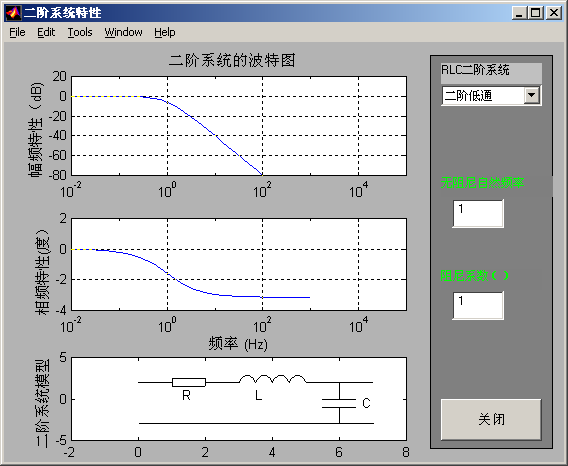 二阶系统特性
File Edit Tools Window Help
二阶系统的波特图
幅频特性（dB)
20
0
-20
-40
-60
-80
10^-2 10^0 10^2 10^4
相频特性(度）
2
0
-2
-4
10^-2 10^0 10^2 10^4
频率 (Hz)
二阶系统模型
5
0
-5
R L C
0 2 4 6 8
RLC二阶系统
二阶低通
无阻尼自然频率
1
阻尼系数( )
1
关闭